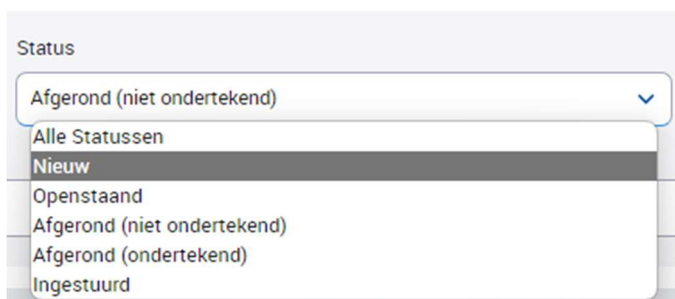 Status
Afgerond (niet ondertekend)
Alle Statussen
Nieuw
Openstaand
Afgerond (niet ondertekend)
Afgerond (ondertekend)
Ingestuurd